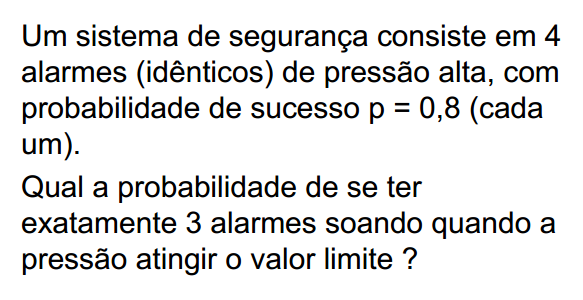 Um sistema de segurança consiste em 4
alarmes (idênticos) de pressão alta, com
probabilidade de sucesso p = 0,8 (cada
um).
Qual a probabilidade de se ter
exatamente 3 alarmes soando quando a
pressão atingir o valor limite ?